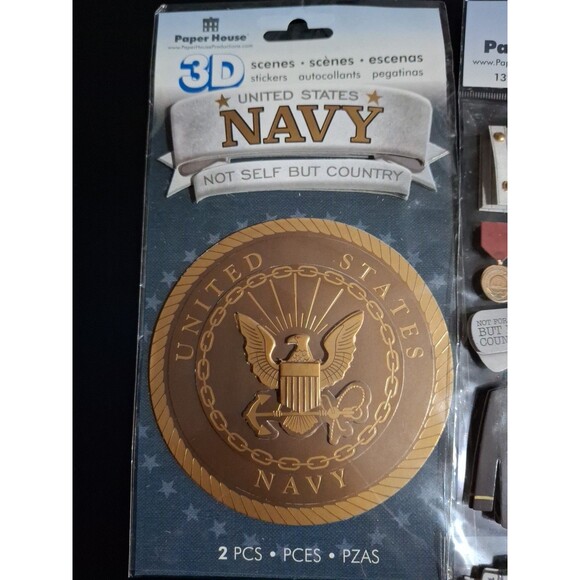 Paper House
www.PaperHouseProductions.com
3D
scenes • scènes • escenas
stickers autocollants pegatinas
UNITED STATES
NAVY
NOT SELF BUT COUNTRY
UNITED STATES
NAVY
2 PCS • PCES • PZAS
Pa
www.P
13
NOT FOR
BUT
COUN